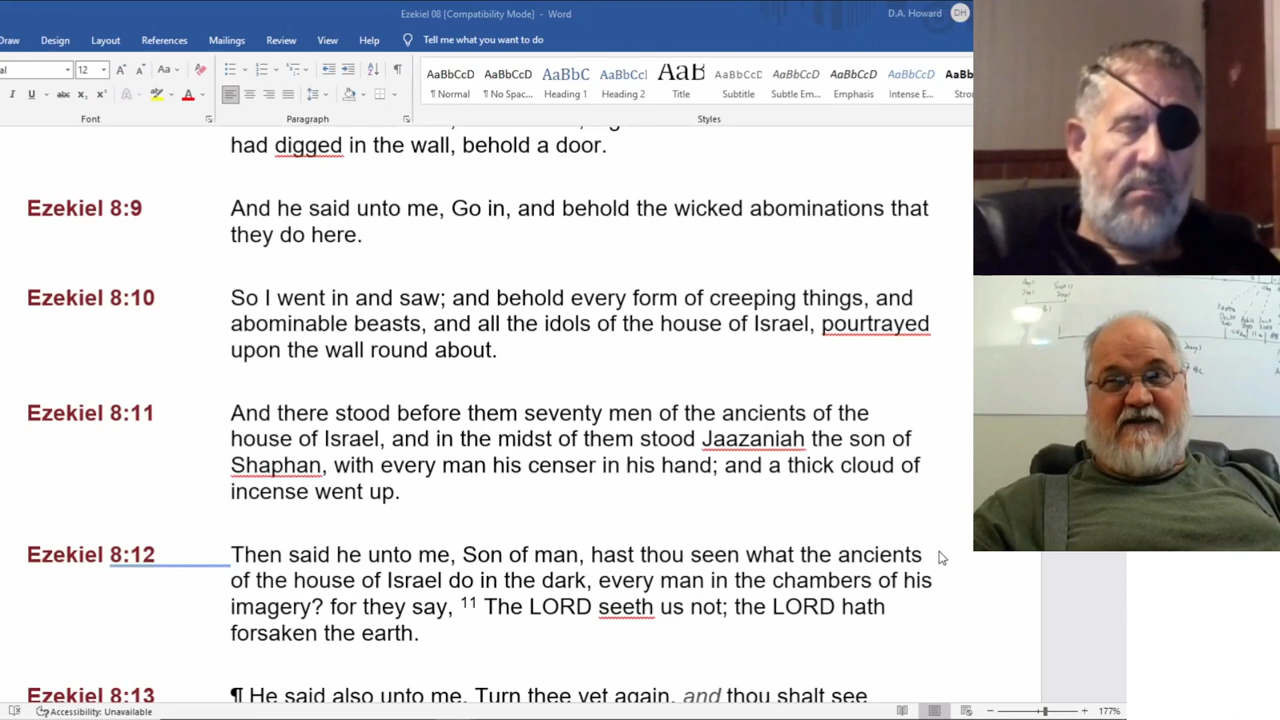 Ezekiel 08 [Compatibility Mode] - Word
D.A. Howard DH
Draw Design Layout References Mailings Review View Help Tell me what you want to do
12 Aa
U abc x₂ x² A A
AaBbCcD AaBbCcD AaBbC AaBbCcI AaB AaBbCcD AaBbCcD AaBbCcD AaBbCcD AaBb
¶ Normal ¶ No Spac... Heading 1 Heading 2 Title Subtitle Subtle Em... Emphasis Intense E...
Font Paragraph Styles
had digged in the wall, behold a door.
Ezekiel 8:9 And he said unto me, Go in, and behold the wicked abominations that
they do here.
Ezekiel 8:10 So I went in and saw; and behold every form of creeping things, and
abominable beasts, and all the idols of the house of Israel, pourtrayed
upon the wall round about.
Ezekiel 8:11 And there stood before them seventy men of the ancients of the
house of Israel, and in the midst of them stood Jaazaniah the son of
Shaphan, with every man his censer in his hand; and a thick cloud of
incense went up.
Ezekiel 8:12 Then said he unto me, Son of man, hast thou seen what the ancients
of the house of Israel do in the dark, every man in the chambers of his
imagery? for they say, ¹¹ The LORD seeth us not; the LORD hath
forsaken the earth.
Ezekiel 8:13 ¶ He said also unto me, Turn thee yet again, and thou shalt see
Accessibility: Unavailable 177%